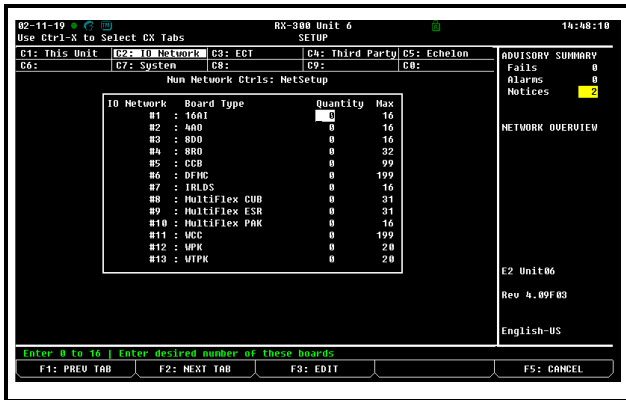 02-11-19 RX-300 Unit 6 14:48:10
Use Ctrl-X to Select CX Tabs SETUP
C1: This Unit C2: IO Network C3: ECT C4: Third Party C5: Echelon
C6: C7: System C8: C9: C0:
Num Network Ctrls: NetSetup
IO Network Board Type Quantity Max
#1 : 16AI 0 16
#2 : 4AO 0 16
#3 : 8DO 0 16
#4 : 8RO 0 32
#5 : CCB 0 99
#6 : DFMC 0 199
#7 : IRLDS 0 16
#8 : MultiFlex CUB 0 31
#9 : MultiFlex ESR 0 31
#10 : MultiFlex PAK 0 16
#11 : WCC 0 199
#12 : WPK 0 20
#13 : WTPK 0 20
ADVISORY SUMMARY
Fails 0
Alarms 0
Notices 2
NETWORK OVERVIEW
E2 Unit06
Rev 4.09F03
English-US
Enter 0 to 16 | Enter desired number of these boards
F1: PREV TAB F2: NEXT TAB F3: EDIT F5: CANCEL